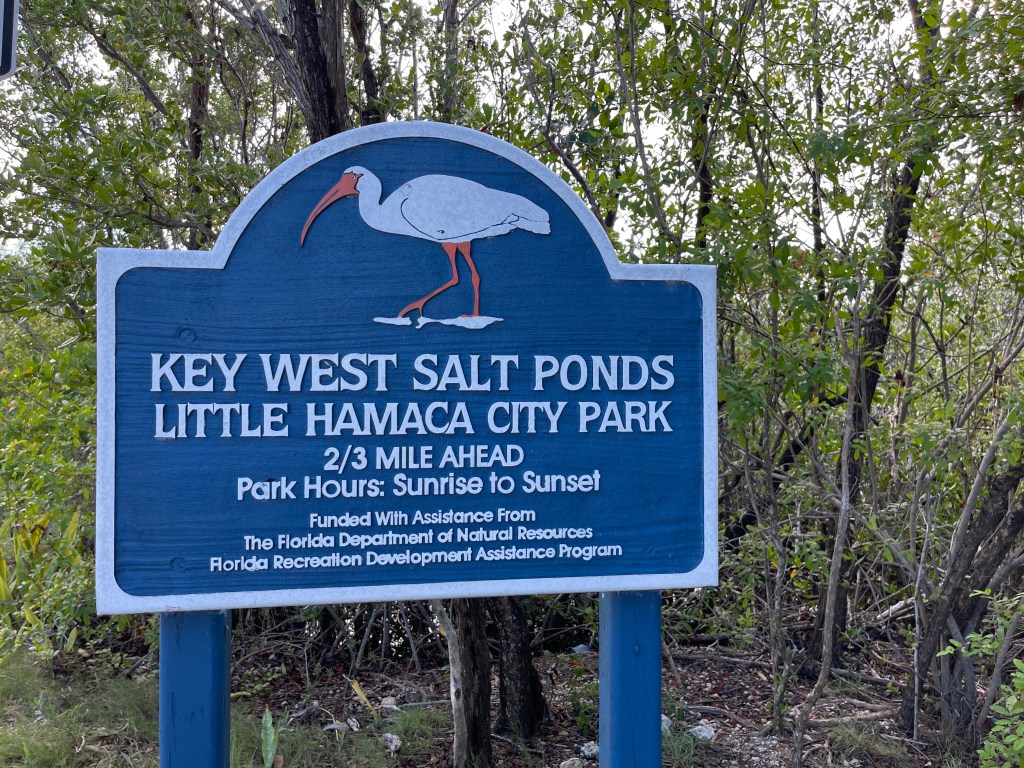 KEY WEST SALT PONDS
LITTLE HAMACA CITY PARK
2/3 MILE AHEAD
Park Hours: Sunrise to Sunset
Funded With Assistance From
The Florida Department of Natural Resources
Florida Recreation Development Assistance Program